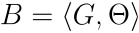 B = ⟨G, Θ⟩